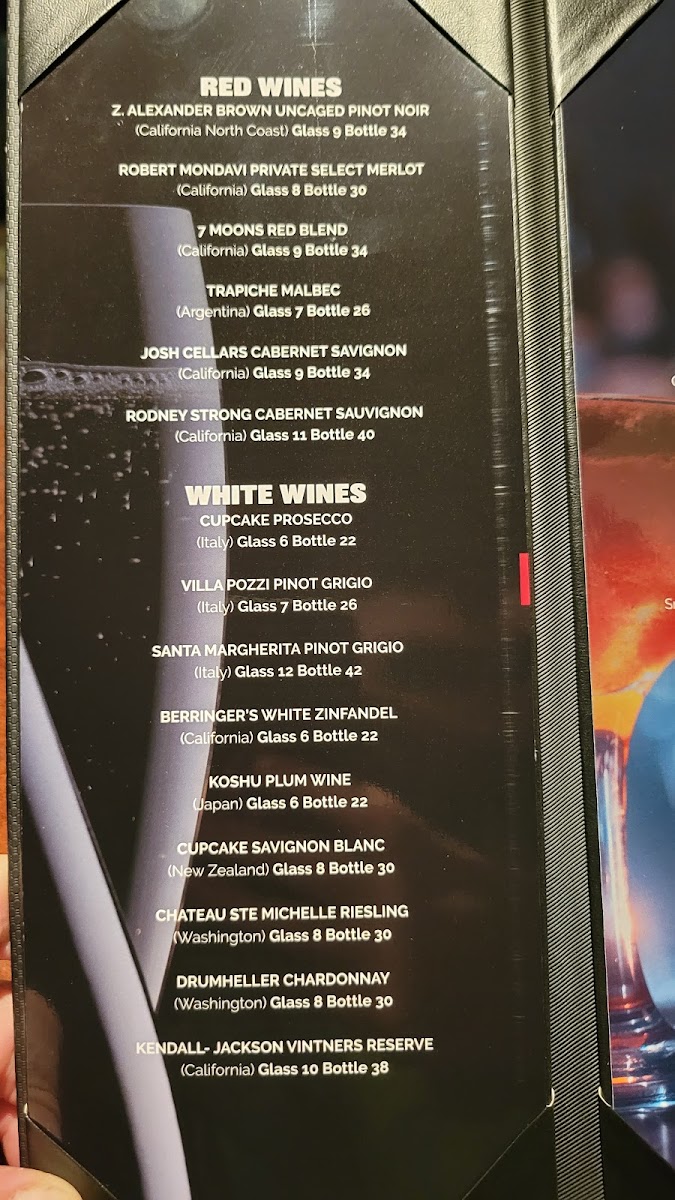 RED WINES
Z. ALEXANDER BROWN UNCAGED PINOT NOIR
(California North Coast) Glass 9 Bottle 34
ROBERT MONDAVI PRIVATE SELECT MERLOT
(California) Glass 8 Bottle 30
7 MOONS RED BLEND
(California) Glass 9 Bottle 34
TRAPICHE MALBEC
(Argentina) Glass 7 Bottle 26
JOSH CELLARS CABERNET SAVIGNON
(California) Glass 9 Bottle 34
RODNEY STRONG CABERNET SAUVIGNON
(California) Glass 11 Bottle 40
WHITE WINES
CUPCAKE PROSECCO
(Italy) Glass 6 Bottle 22
VILLA POZZI PINOT GRIGIO
(Italy) Glass 7 Bottle 26
SANTA MARGHERITA PINOT GRIGIO
(Italy) Glass 12 Bottle 42
BERRINGER'S WHITE ZINFANDEL
(California) Glass 6 Bottle 22
KOSHU PLUM WINE
(Japan) Glass 6 Bottle 22
CUPCAKE SAVIGNON BLANC
(New Zealand) Glass 8 Bottle 30
CHATEAU STE MICHELLE RIESLING
(Washington) Glass 8 Bottle 30
DRUMHELLER CHARDONNAY
(Washington) Glass 8 Bottle 30
KENDALL- JACKSON VINTNERS RESERVE
(California) Glass 10 Bottle 38